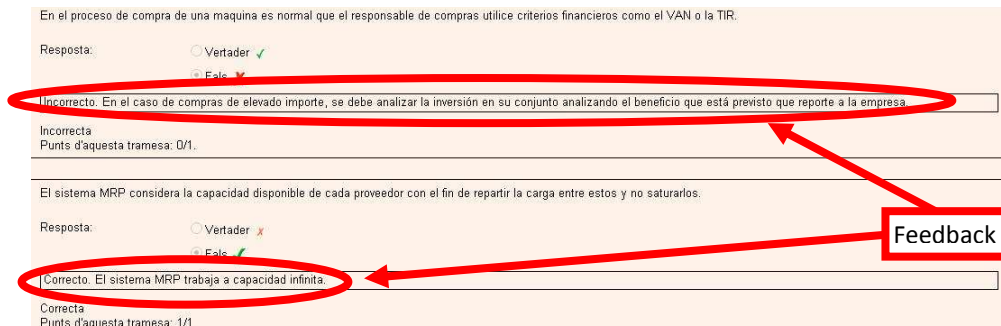 En el proceso de compra de una maquina es normal que el responsable de compras utilice criterios financieros como el VAN o la TIR.
Resposta: Vertader ✓
Fals ✘
Incorrecto. En el caso de compras de elevado importe, se debe analizar la inversión en su conjunto analizando el beneficio que está previsto que reporte a la empresa.
Incorrecta
Punts d'aquesta tramesa: 0/1.
El sistema MRP considera la capacidad disponible de cada proveedor con el fin de repartir la carga entre estos y no saturarlos.
Resposta: Vertader ✗
Fals ✓
Feedback
Correcto. El sistema MRP trabaja a capacidad infinita.
Correcta
Punts d'aquesta tramesa: 1/1